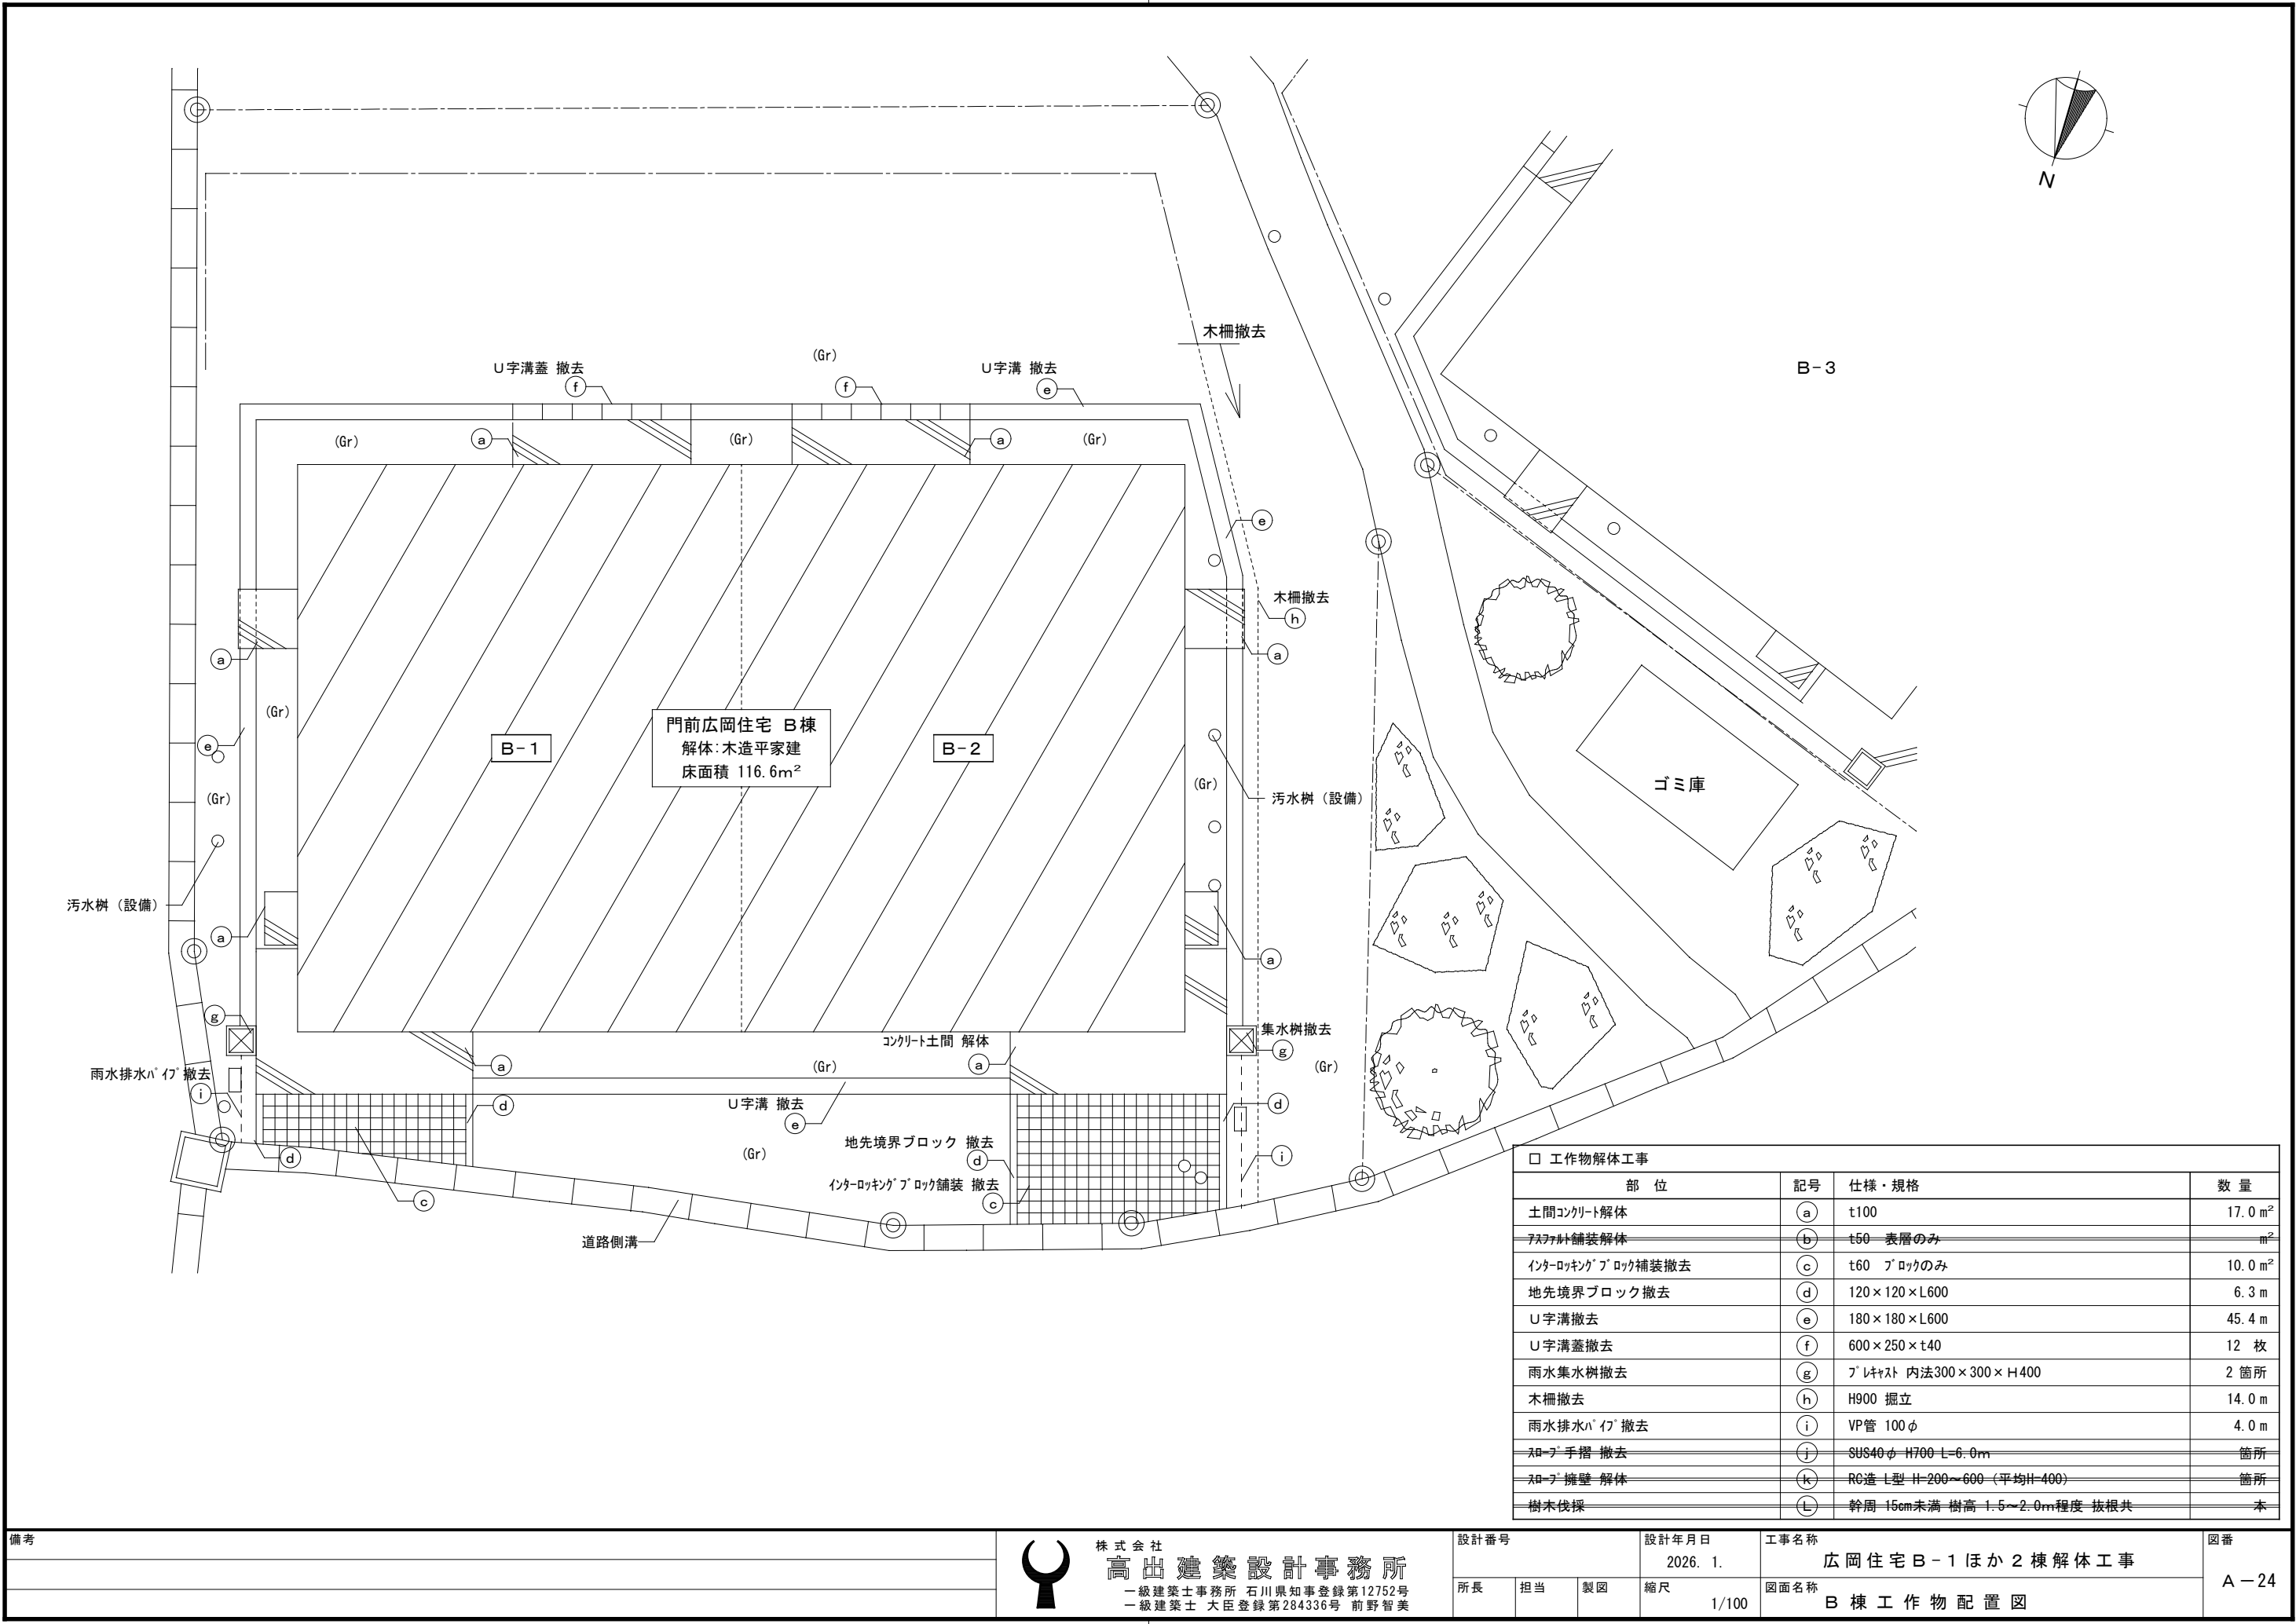 N
木柵撤去
(Gr)
U字溝蓋 撤去
U字溝 撤去
f
f
e
B-3
(Gr)
a
(Gr)
a
(Gr)
e
木柵撤去
h
a
a
(Gr)
門前広岡住宅 B棟
解体:木造平家建
床面積 116.6m²
B-1
B-2
e
(Gr)
(Gr)
汚水桝（設備）
ゴミ庫
汚水桝（設備）
a
a
g
集水桝撤去
g
コンクリート土間 解体
a
a
(Gr)
(Gr)
雨水排水パイプ撤去
i
d
U字溝 撤去
e
d
地先境界ブロック 撤去
d
(Gr)
i
d
インターロッキングブロック舗装 撤去
c
c
道路側溝
□ 工作物解体工事
部 位 記号 仕様・規格 数 量
土間コンクリート解体 a t100 17.0 m²
アスファルト舗装解体 b t50 表層のみ m²
インターロッキングブロック補装撤去 c t60 ブロックのみ 10.0 m²
地先境界ブロック撤去 d 120×120×L600 6.3 m
U字溝撤去 e 180×180×L600 45.4 m
U字溝蓋撤去 f 600×250×t40 12 枚
雨水集水桝撤去 g プレキャスト 内法300×300×H400 2 箇所
木柵撤去 h H900 掘立 14.0 m
雨水排水パイプ撤去 i VP管 100φ 4.0 m
スロープ手摺 撤去 j SUS40φ H700 L=6.0m 箇所
スロープ擁壁 解体 k RC造 L型 H=200～600（平均H=400） 箇所
樹木伐採 L 幹周 15cm未満 樹高 1.5～2.0m程度 抜根共 本
備考
株式会社
高出建築設計事務所
一級建築士事務所 石川県知事登録第12752号
一級建築士 大臣登録第284336号 前野智美
設計番号
設計年月日
2026. 1.
工事名称
広岡住宅B-1ほか2棟解体工事
図番
A-24
所長
担当
製図
縮尺
1/100
図面名称
B棟工作物配置図